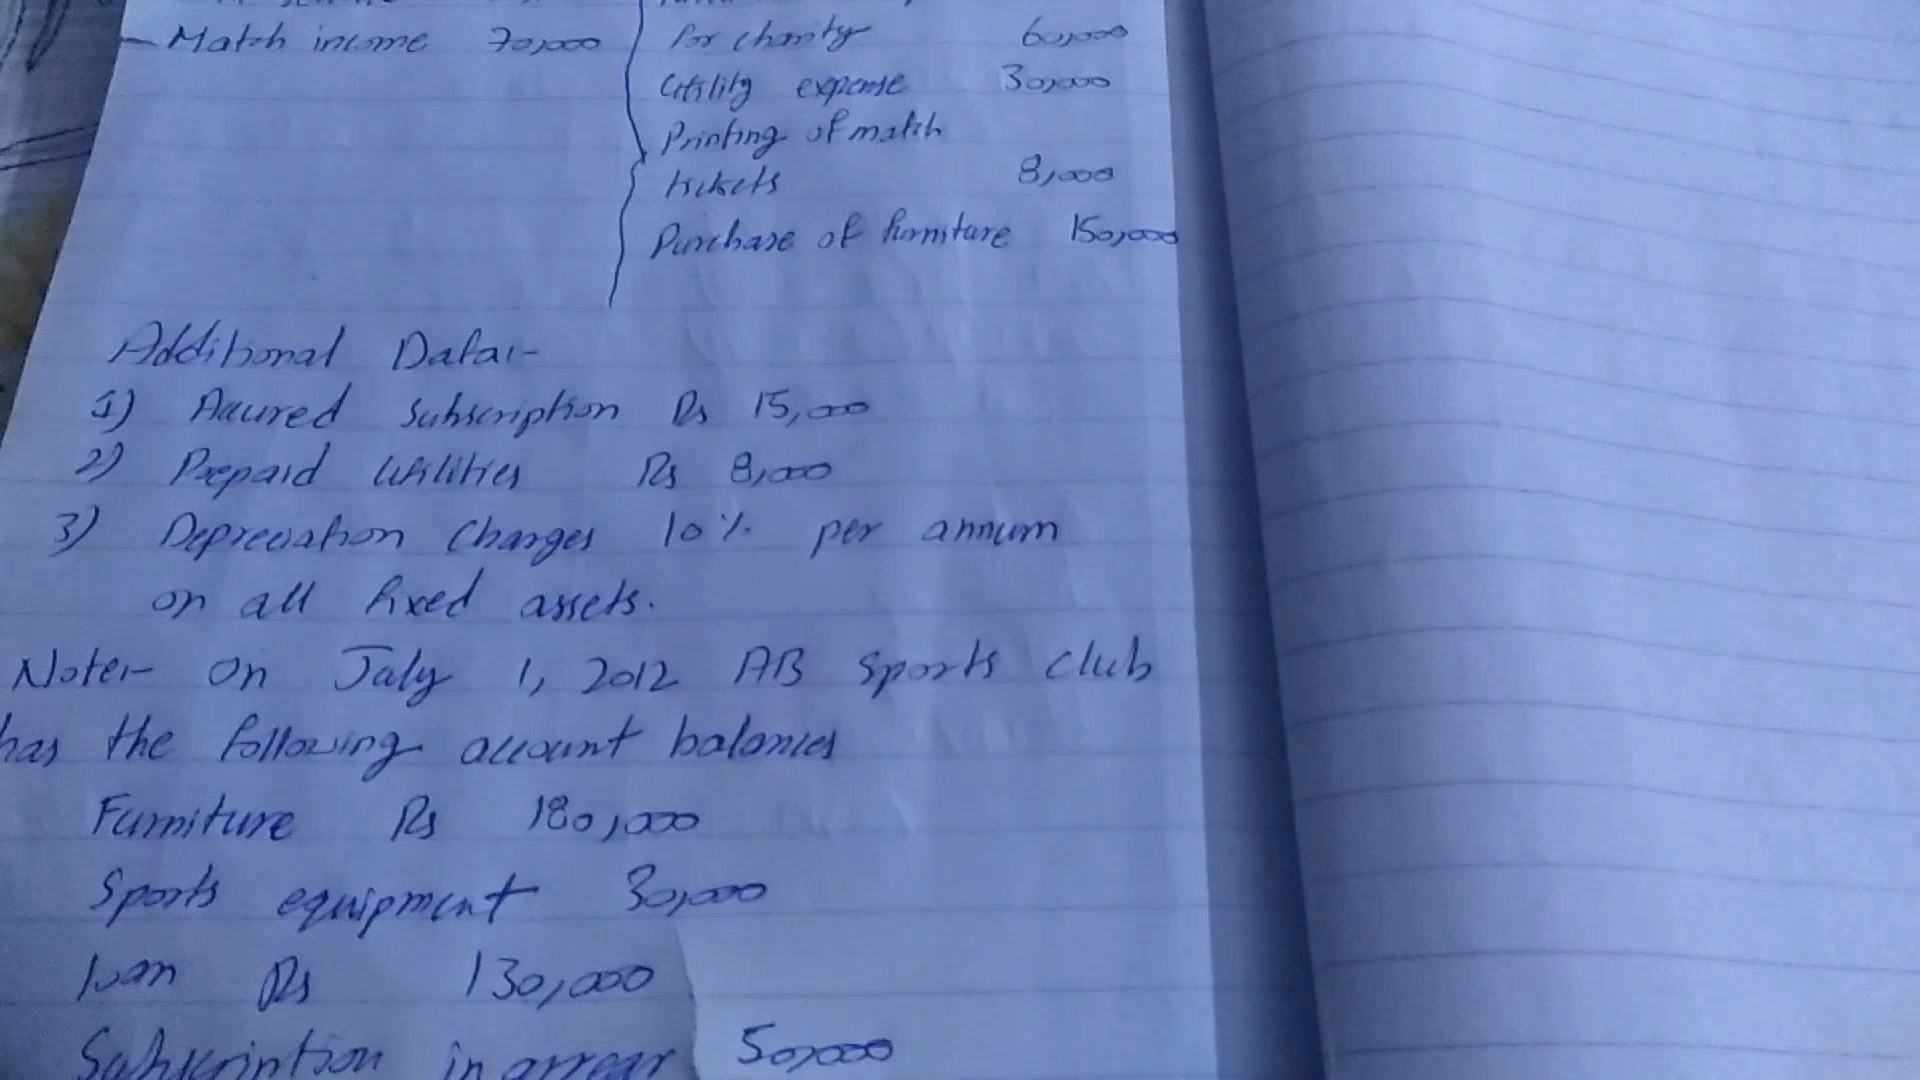 Match income 70,000 for charity 60,000
Utility expense 30,000
Printing of match
tickets 8,000
Purchase of furniture 150,000
Additional Data:-
1) Accured Subscription Rs 15,000
2) Prepaid Utilities Rs 8,000
3) Depreciation Charges 10% per annum
on all fixed assets.
Note:- On July 1, 2012 AB Sports Club
has the following account balances
Furniture Rs 180,000
Sports equipment 30,000
loan Rs 130,000
Subscription in arrear 50,000